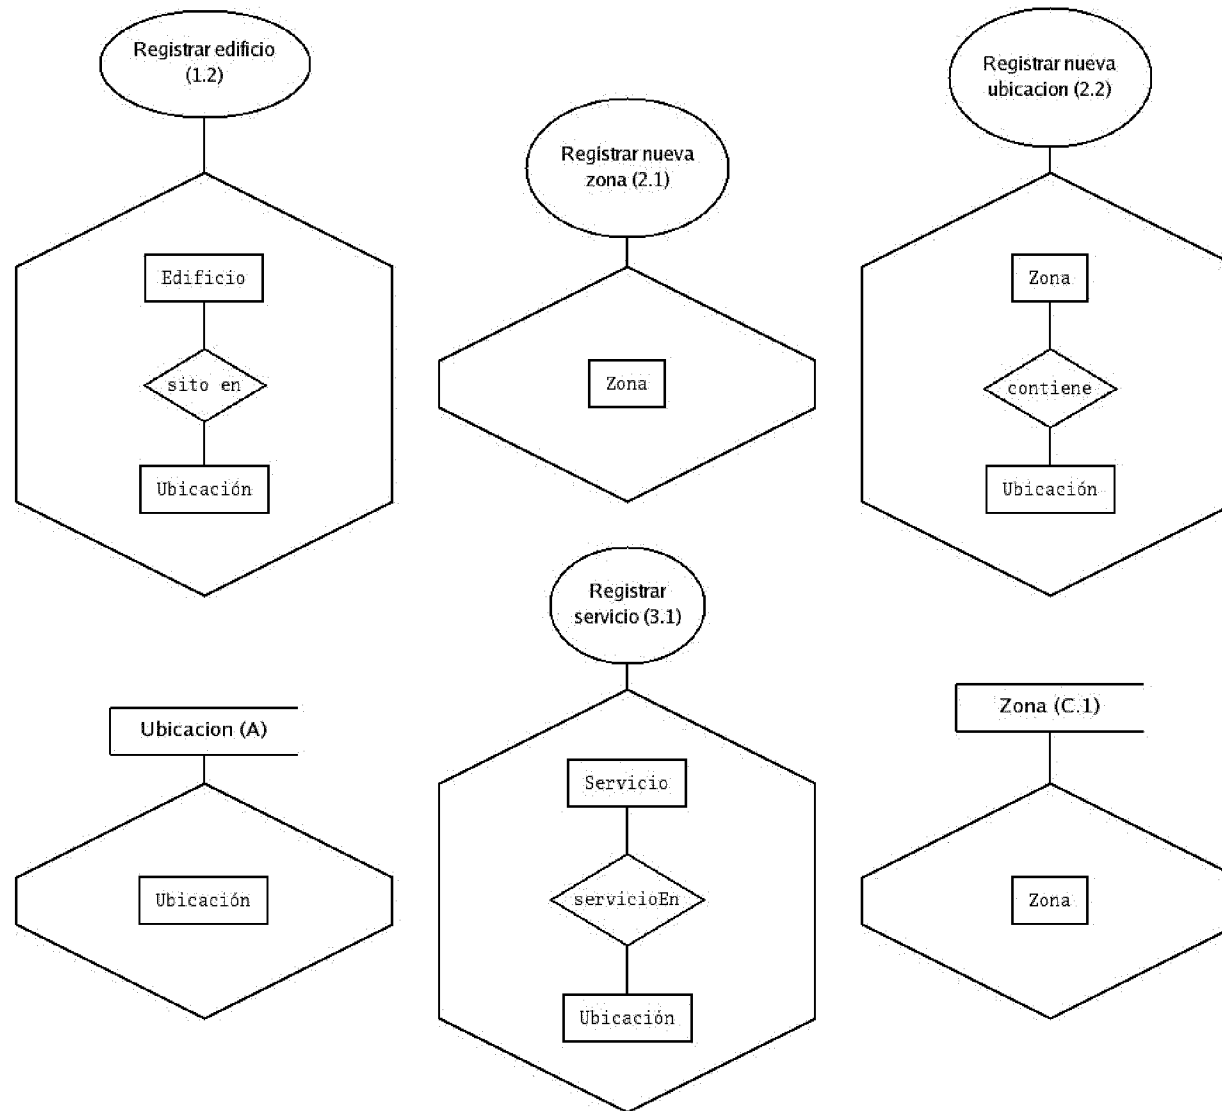 Registrar edificio
(1.2)
Edificio
sito en
Ubicación
Registrar nueva
zona (2.1)
Zona
Registrar nueva
ubicacion (2.2)
Zona
contiene
Ubicación
Ubicacion (A)
Ubicación
Registrar
servicio (3.1)
Servicio
servicioEn
Ubicación
Zona (C.1)
Zona